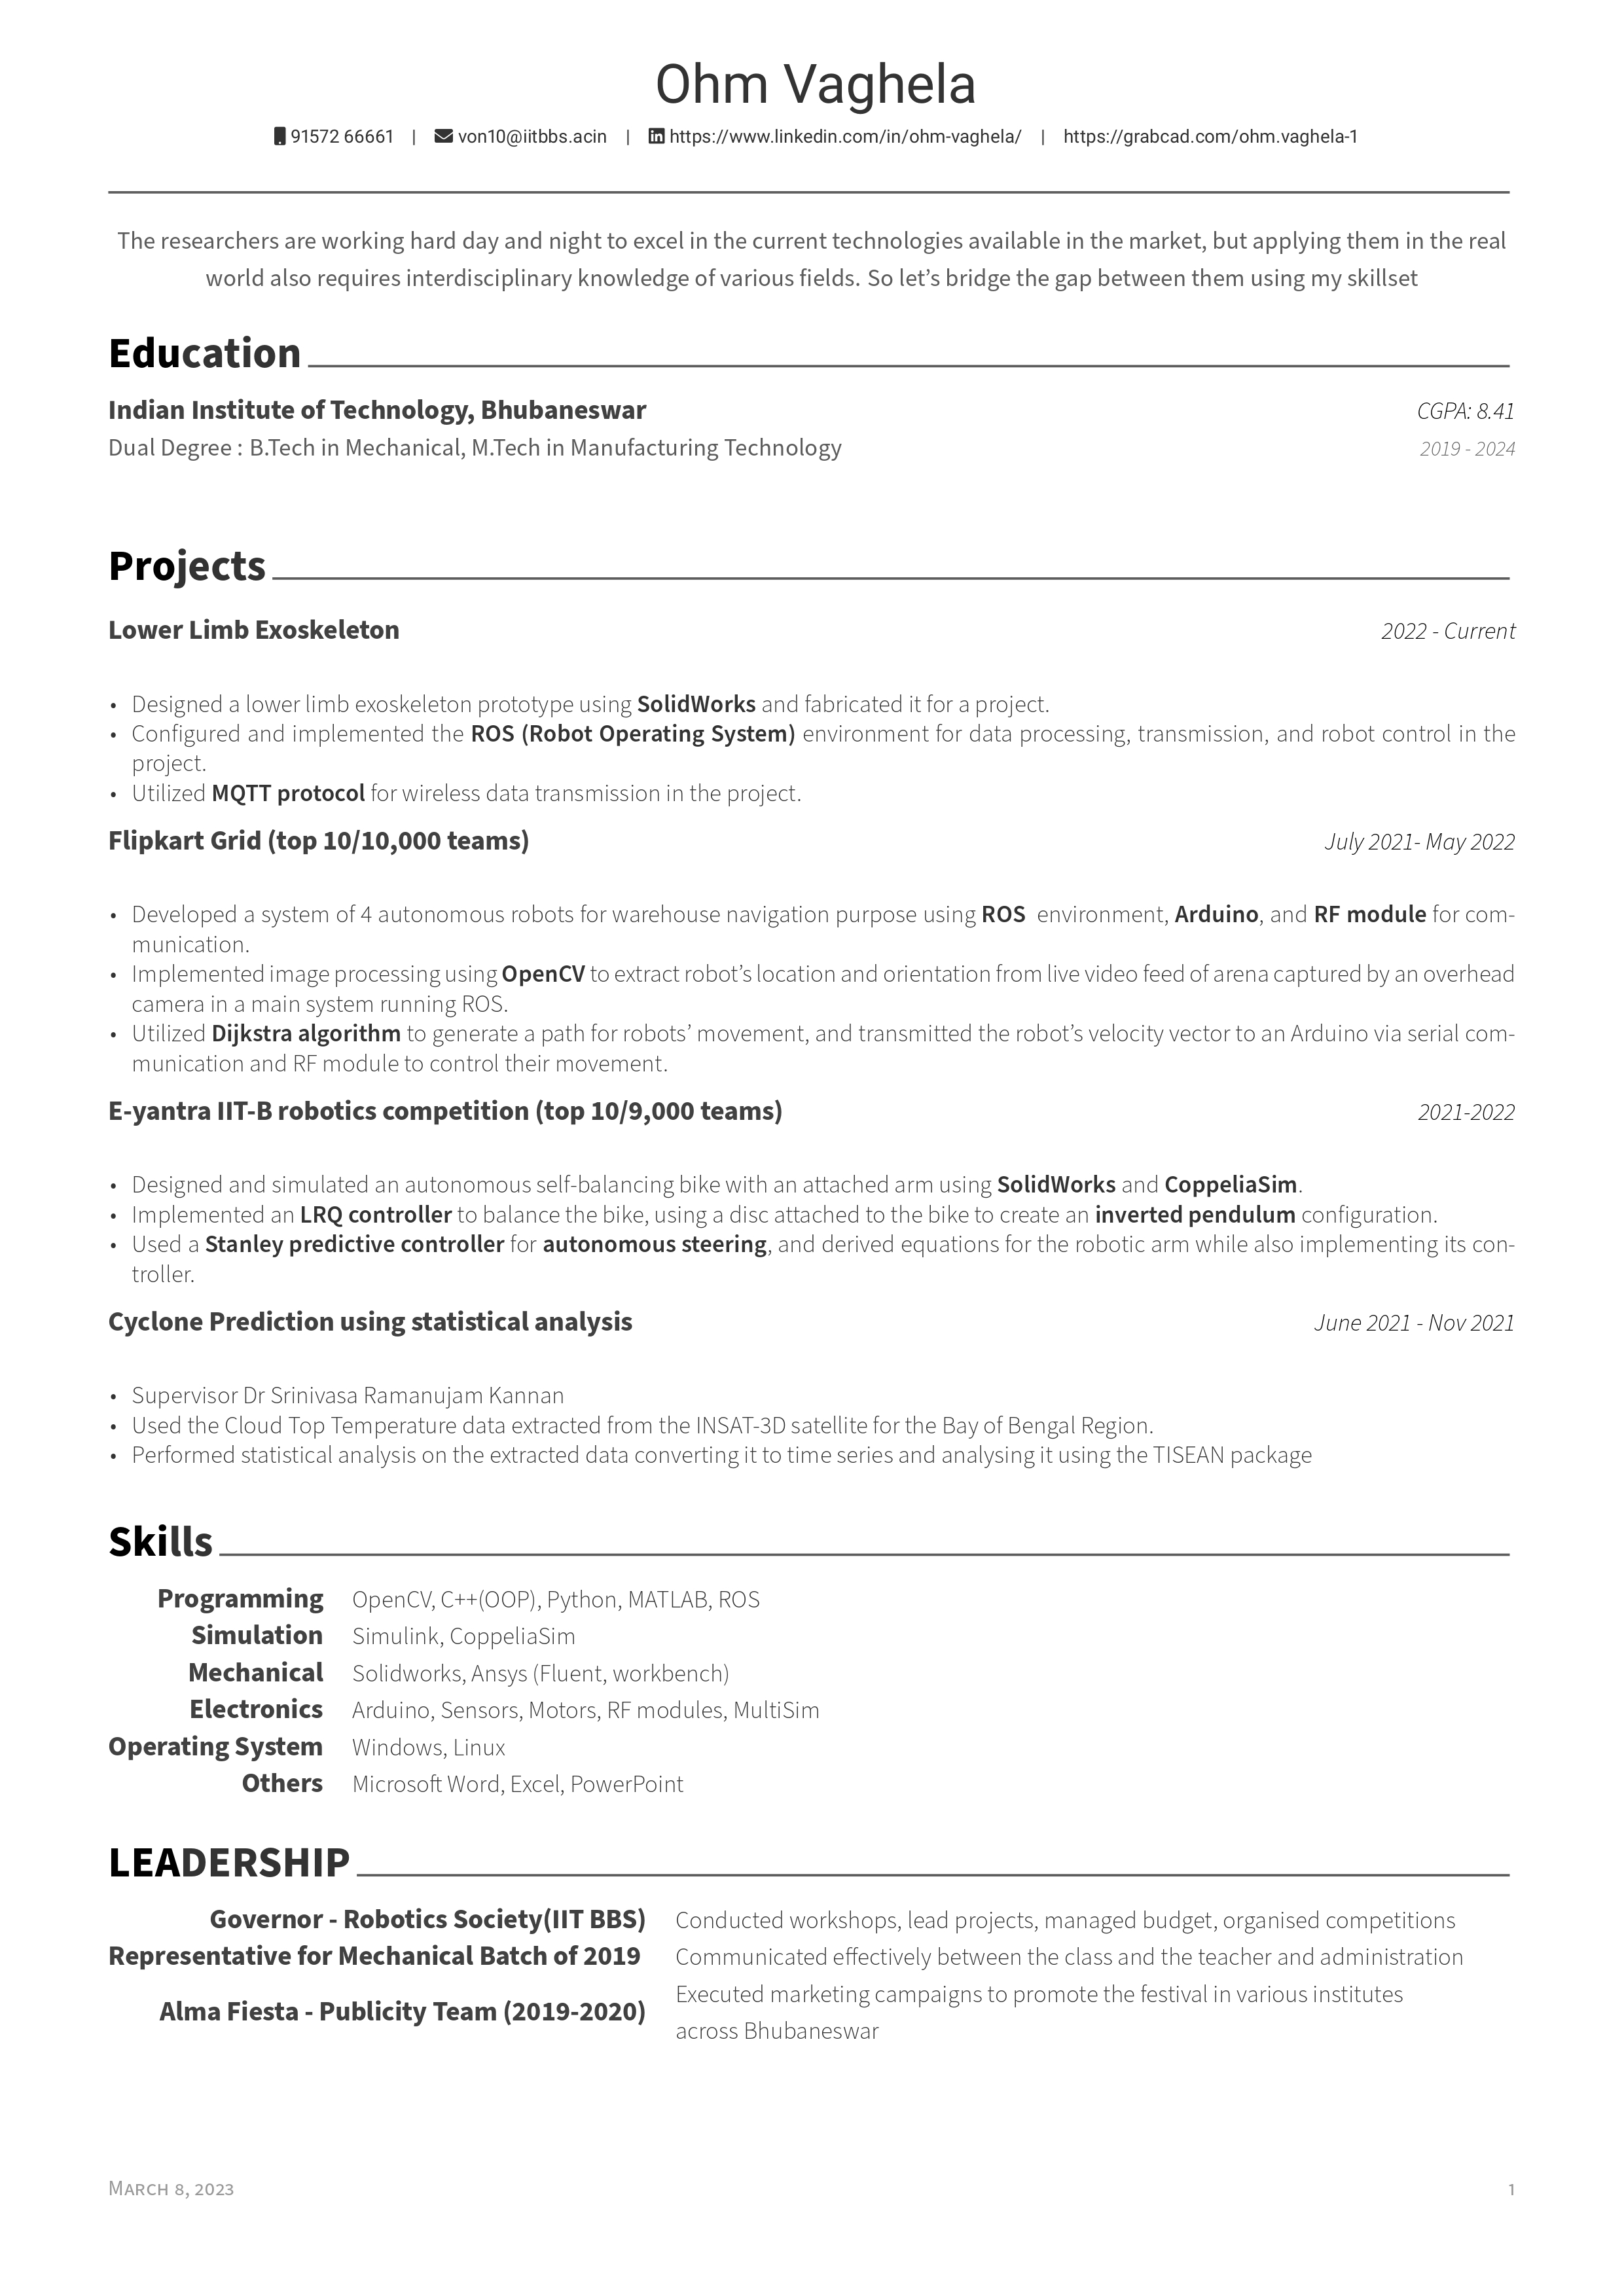 Ohm Vaghela
91572 66661 | von10@iitbbs.acin | https://www.linkedin.com/in/ohm-vaghela/ | https://grabcad.com/ohm.vaghela-1
The researchers are working hard day and night to excel in the current technologies available in the market, but applying them in the real
world also requires interdisciplinary knowledge of various fields. So let’s bridge the gap between them using my skillset
Education
Indian Institute of Technology, Bhubaneswar CGPA: 8.41
Dual Degree : B.Tech in Mechanical, M.Tech in Manufacturing Technology 2019 - 2024
Projects
Lower Limb Exoskeleton 2022 - Current
• Designed a lower limb exoskeleton prototype using SolidWorks and fabricated it for a project.
• Configured and implemented the ROS (Robot Operating System) environment for data processing, transmission, and robot control in the
project.
• Utilized MQTT protocol for wireless data transmission in the project.
Flipkart Grid (top 10/10,000 teams) July 2021- May 2022
• Developed a system of 4 autonomous robots for warehouse navigation purpose using ROS environment, Arduino, and RF module for com-
munication.
• Implemented image processing using OpenCV to extract robot’s location and orientation from live video feed of arena captured by an overhead
camera in a main system running ROS.
• Utilized Dijkstra algorithm to generate a path for robots’ movement, and transmitted the robot’s velocity vector to an Arduino via serial com-
munication and RF module to control their movement.
E-yantra IIT-B robotics competition (top 10/9,000 teams) 2021-2022
• Designed and simulated an autonomous self-balancing bike with an attached arm using SolidWorks and CoppeliaSim.
• Implemented an LRQ controller to balance the bike, using a disc attached to the bike to create an inverted pendulum configuration.
• Used a Stanley predictive controller for autonomous steering, and derived equations for the robotic arm while also implementing its con-
troller.
Cyclone Prediction using statistical analysis June 2021 - Nov 2021
• Supervisor Dr Srinivasa Ramanujam Kannan
• Used the Cloud Top Temperature data extracted from the INSAT-3D satellite for the Bay of Bengal Region.
• Performed statistical analysis on the extracted data converting it to time series and analysing it using the TISEAN package
Skills
Programming OpenCV, C++(OOP), Python, MATLAB, ROS
Simulation Simulink, CoppeliaSim
Mechanical Solidworks, Ansys (Fluent, workbench)
Electronics Arduino, Sensors, Motors, RF modules, MultiSim
Operating System Windows, Linux
Others Microsoft Word, Excel, PowerPoint
LEADERSHIP
Governor - Robotics Society(IIT BBS) Conducted workshops, lead projects, managed budget, organised competitions
Representative for Mechanical Batch of 2019 Communicated effectively between the class and the teacher and administration
Alma Fiesta - Publicity Team (2019-2020) Executed marketing campaigns to promote the festival in various institutes
across Bhubaneswar
March 8, 2023 1